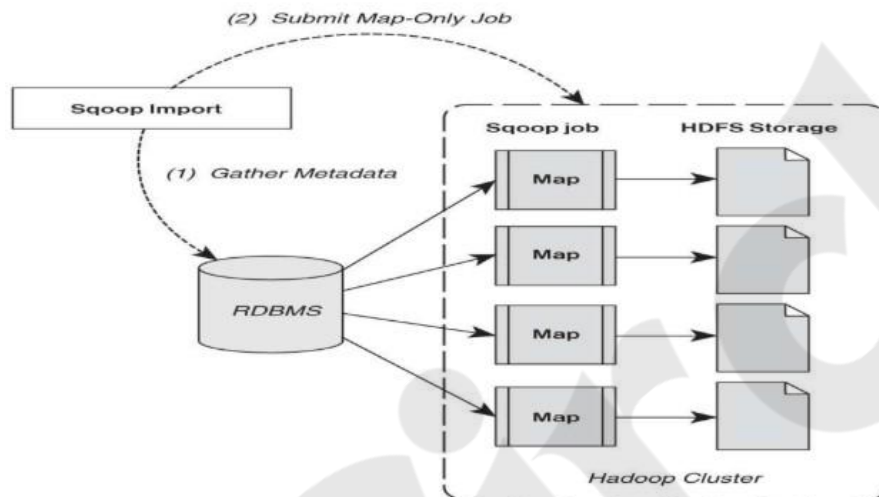 (2) Submit Map-Only Job
Sqoop Import
(1) Gather Metadata
RDBMS
Sqoop job
HDFS Storage
Map
Map
Map
Map
Hadoop Cluster